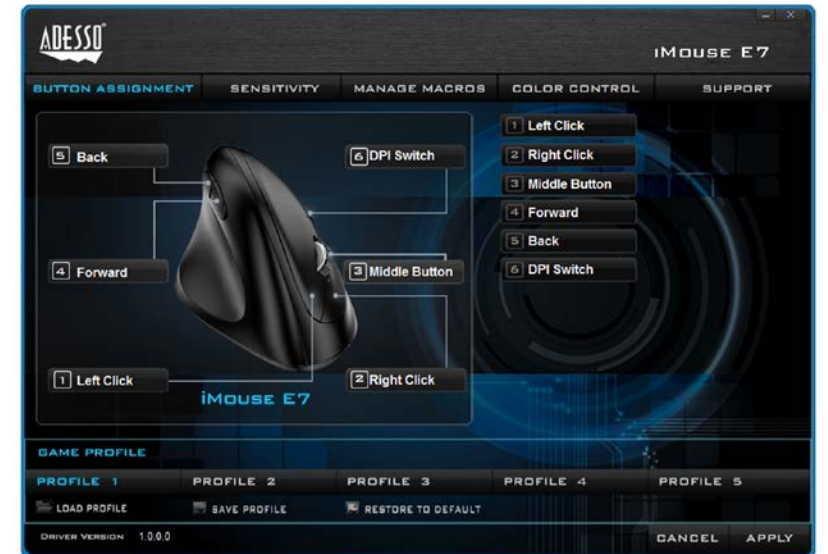 ADESSO
iMouse E7
BUTTON ASSIGNMENT SENSITIVITY MANAGE MACROS COLOR CONTROL SUPPORT
5 Back
6 DPI Switch
4 Forward
3 Middle Button
1 Left Click
2 Right Click
iMouse E7
1 Left Click
2 Right Click
3 Middle Button
4 Forward
5 Back
6 DPI Switch
GAME PROFILE
PROFILE 1 PROFILE 2 PROFILE 3 PROFILE 4 PROFILE 5
LOAD PROFILE SAVE PROFILE RESTORE TO DEFAULT
DRIVER VERSION 1.0.0.0 CANCEL APPLY